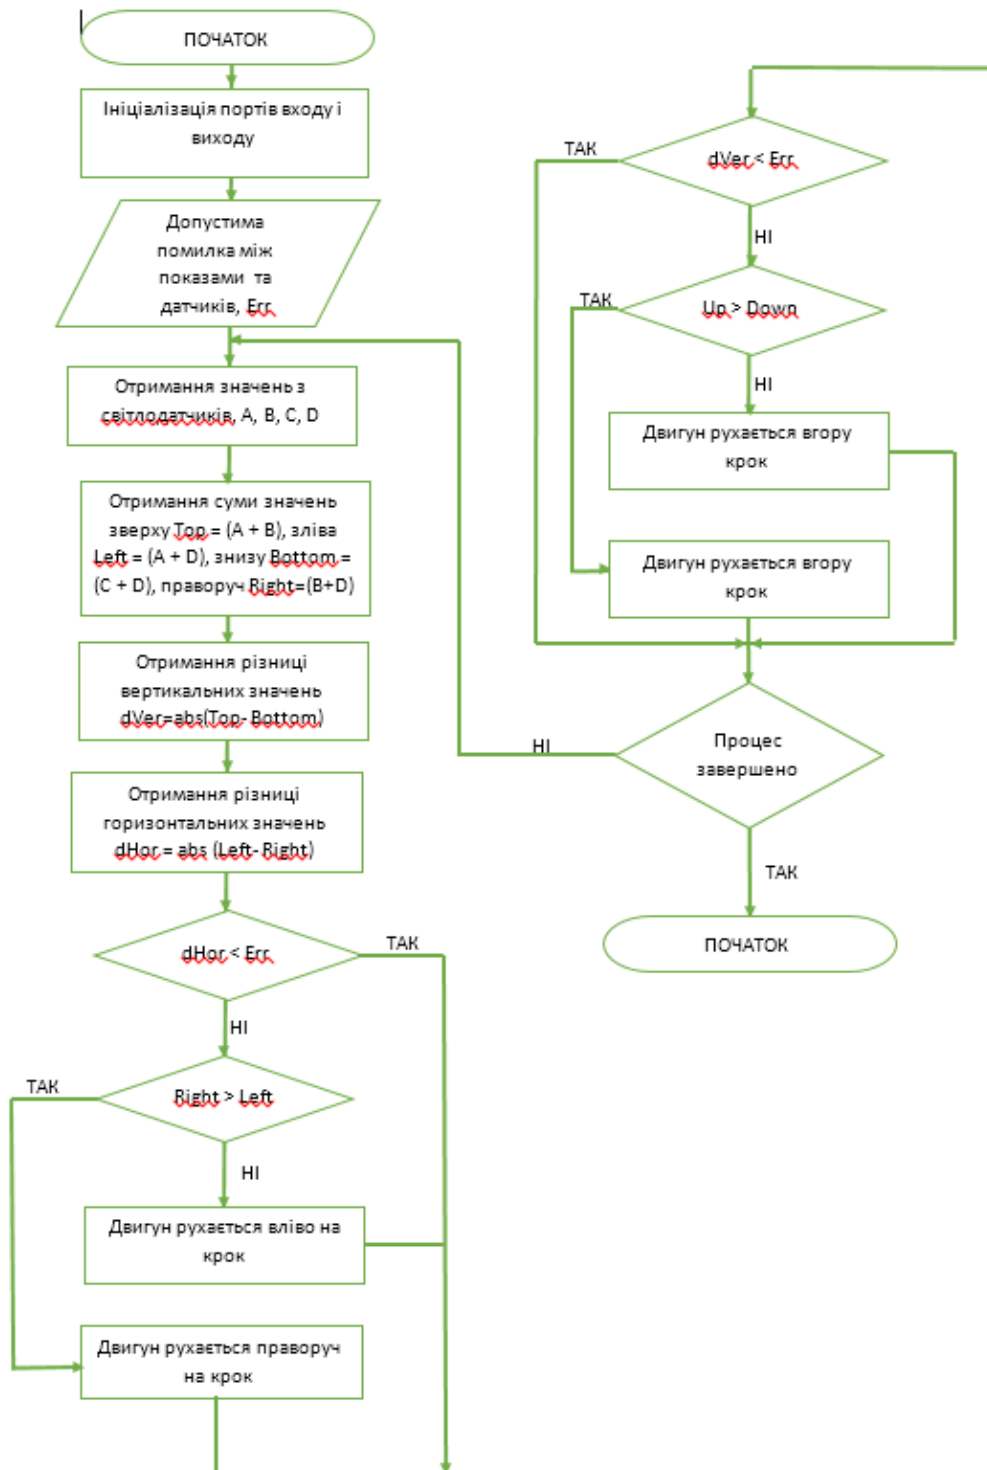 ПОЧАТОК
Ініціалізація портів входу і
виходу
Допустима
помилка між
показами та
датчиків, Err
Отримання значень з
світлодатчиків, A, B, C, D
Отримання суми значень
зверху Top = (A + B), зліва
Left = (A + D), знизу Bottom =
(C + D), праворуч Right=(B+D)
Отримання різниці
вертикальних значень
dVer=abs(Top- Bottom)
Отримання різниці
горизонтальних значень
dHor = abs (Left- Right)
dHor < Err
ТАК
НІ
Right > Left
ТАК
НІ
Двигун рухається вліво на
крок
Двигун рухається праворуч
на крок
dVer < Err
ТАК
НІ
Up > Down
ТАК
НІ
Двигун рухається вгору
крок
Двигун рухається вгору
крок
Процес
завершено
НІ
ТАК
ПОЧАТОК